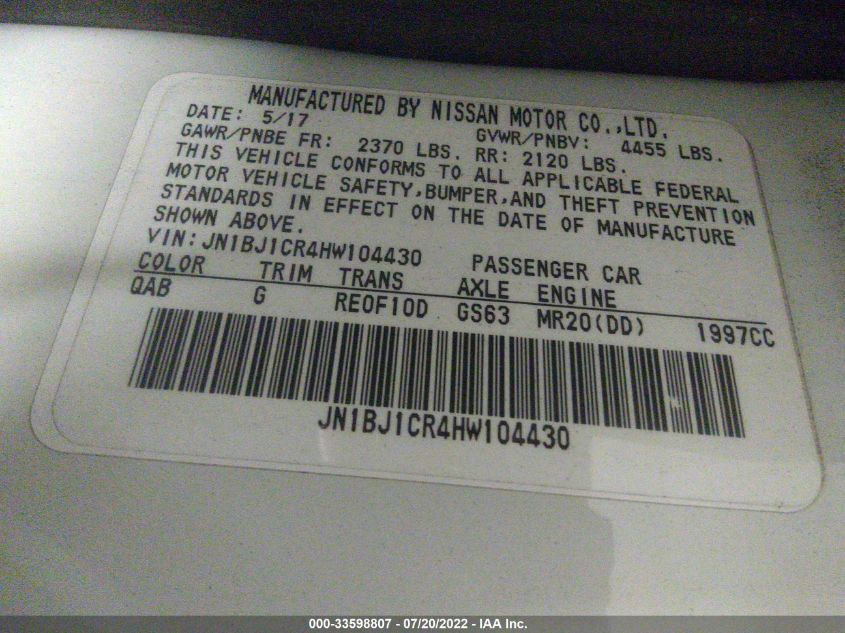 MANUFACTURED BY NISSAN MOTOR CO.,LTD.
DATE: 5/17 GVWR/PNBV: 4455 LBS.
GAWR/PNBE FR: 2370 LBS. RR: 2120 LBS.
THIS VEHICLE CONFORMS TO ALL APPLICABLE FEDERAL
MOTOR VEHICLE SAFETY,BUMPER,AND THEFT PREVENTION
STANDARDS IN EFFECT ON THE DATE OF MANUFACTURE
SHOWN ABOVE.
VIN:JN1BJ1CR4HW104430 PASSENGER CAR
COLOR TRIM TRANS AXLE ENGINE
QAB G RE0F10D GS63 MR20(DD) 1997CC
JN1BJ1CR4HW104430
000-33598807 - 07/20/2022 - IAA Inc.